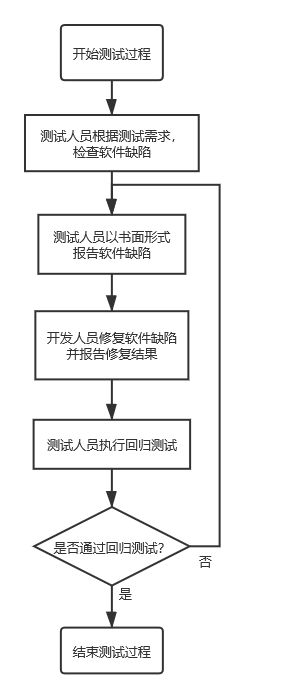 开始测试过程
测试人员根据测试需求，
检查软件缺陷
测试人员以书面形式
报告软件缺陷
开发人员修复软件缺陷
并报告修复结果
测试人员执行回归测试
是否通过回归测试？
否
是
结束测试过程